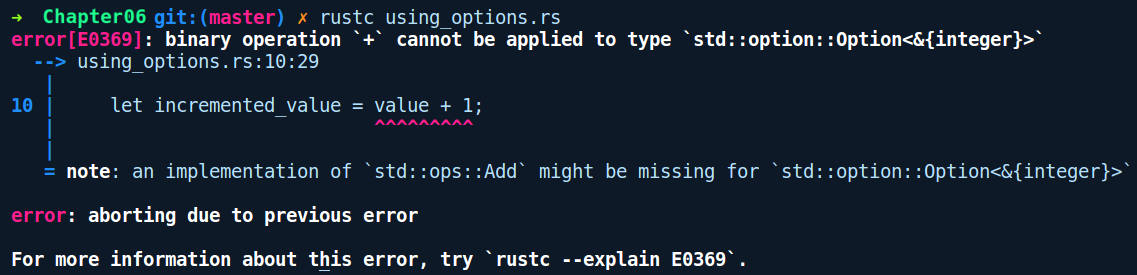 ➜ Chapter06 git:(master) ✗ rustc using_options.rs
error[E0369]: binary operation `+` cannot be applied to type `std::option::Option<&{integer}>`
  --> using_options.rs:10:29
   |
10 |     let incremented_value = value + 1;
   |                             ^^^^^^^^^
   |
   = note: an implementation of `std::ops::Add` might be missing for `std::option::Option<&{integer}>`
error: aborting due to previous error
For more information about this error, try `rustc --explain E0369`.